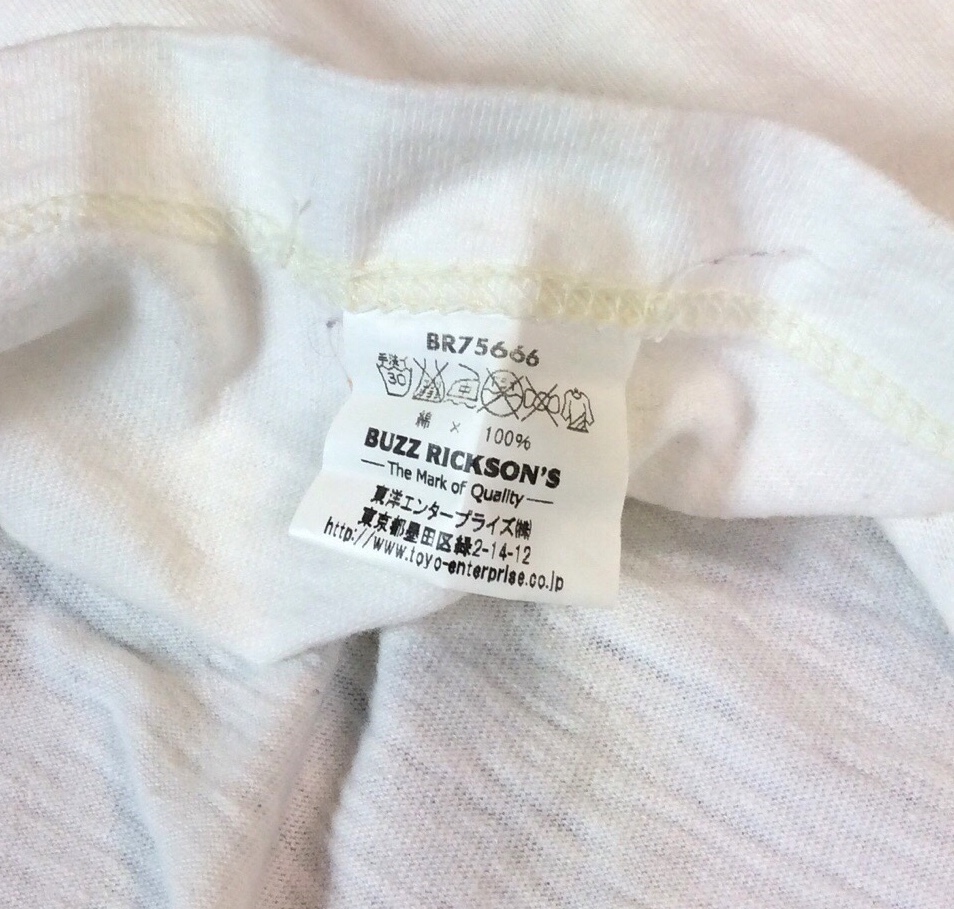 BR75666
手洗イ
30
綿 × 100%
BUZZ RICKSON'S
The Mark of Quality
東洋エンタープライズ㈱
東京都墨田区緑2-14-12
http://www.toyo-enterprise.co.jp